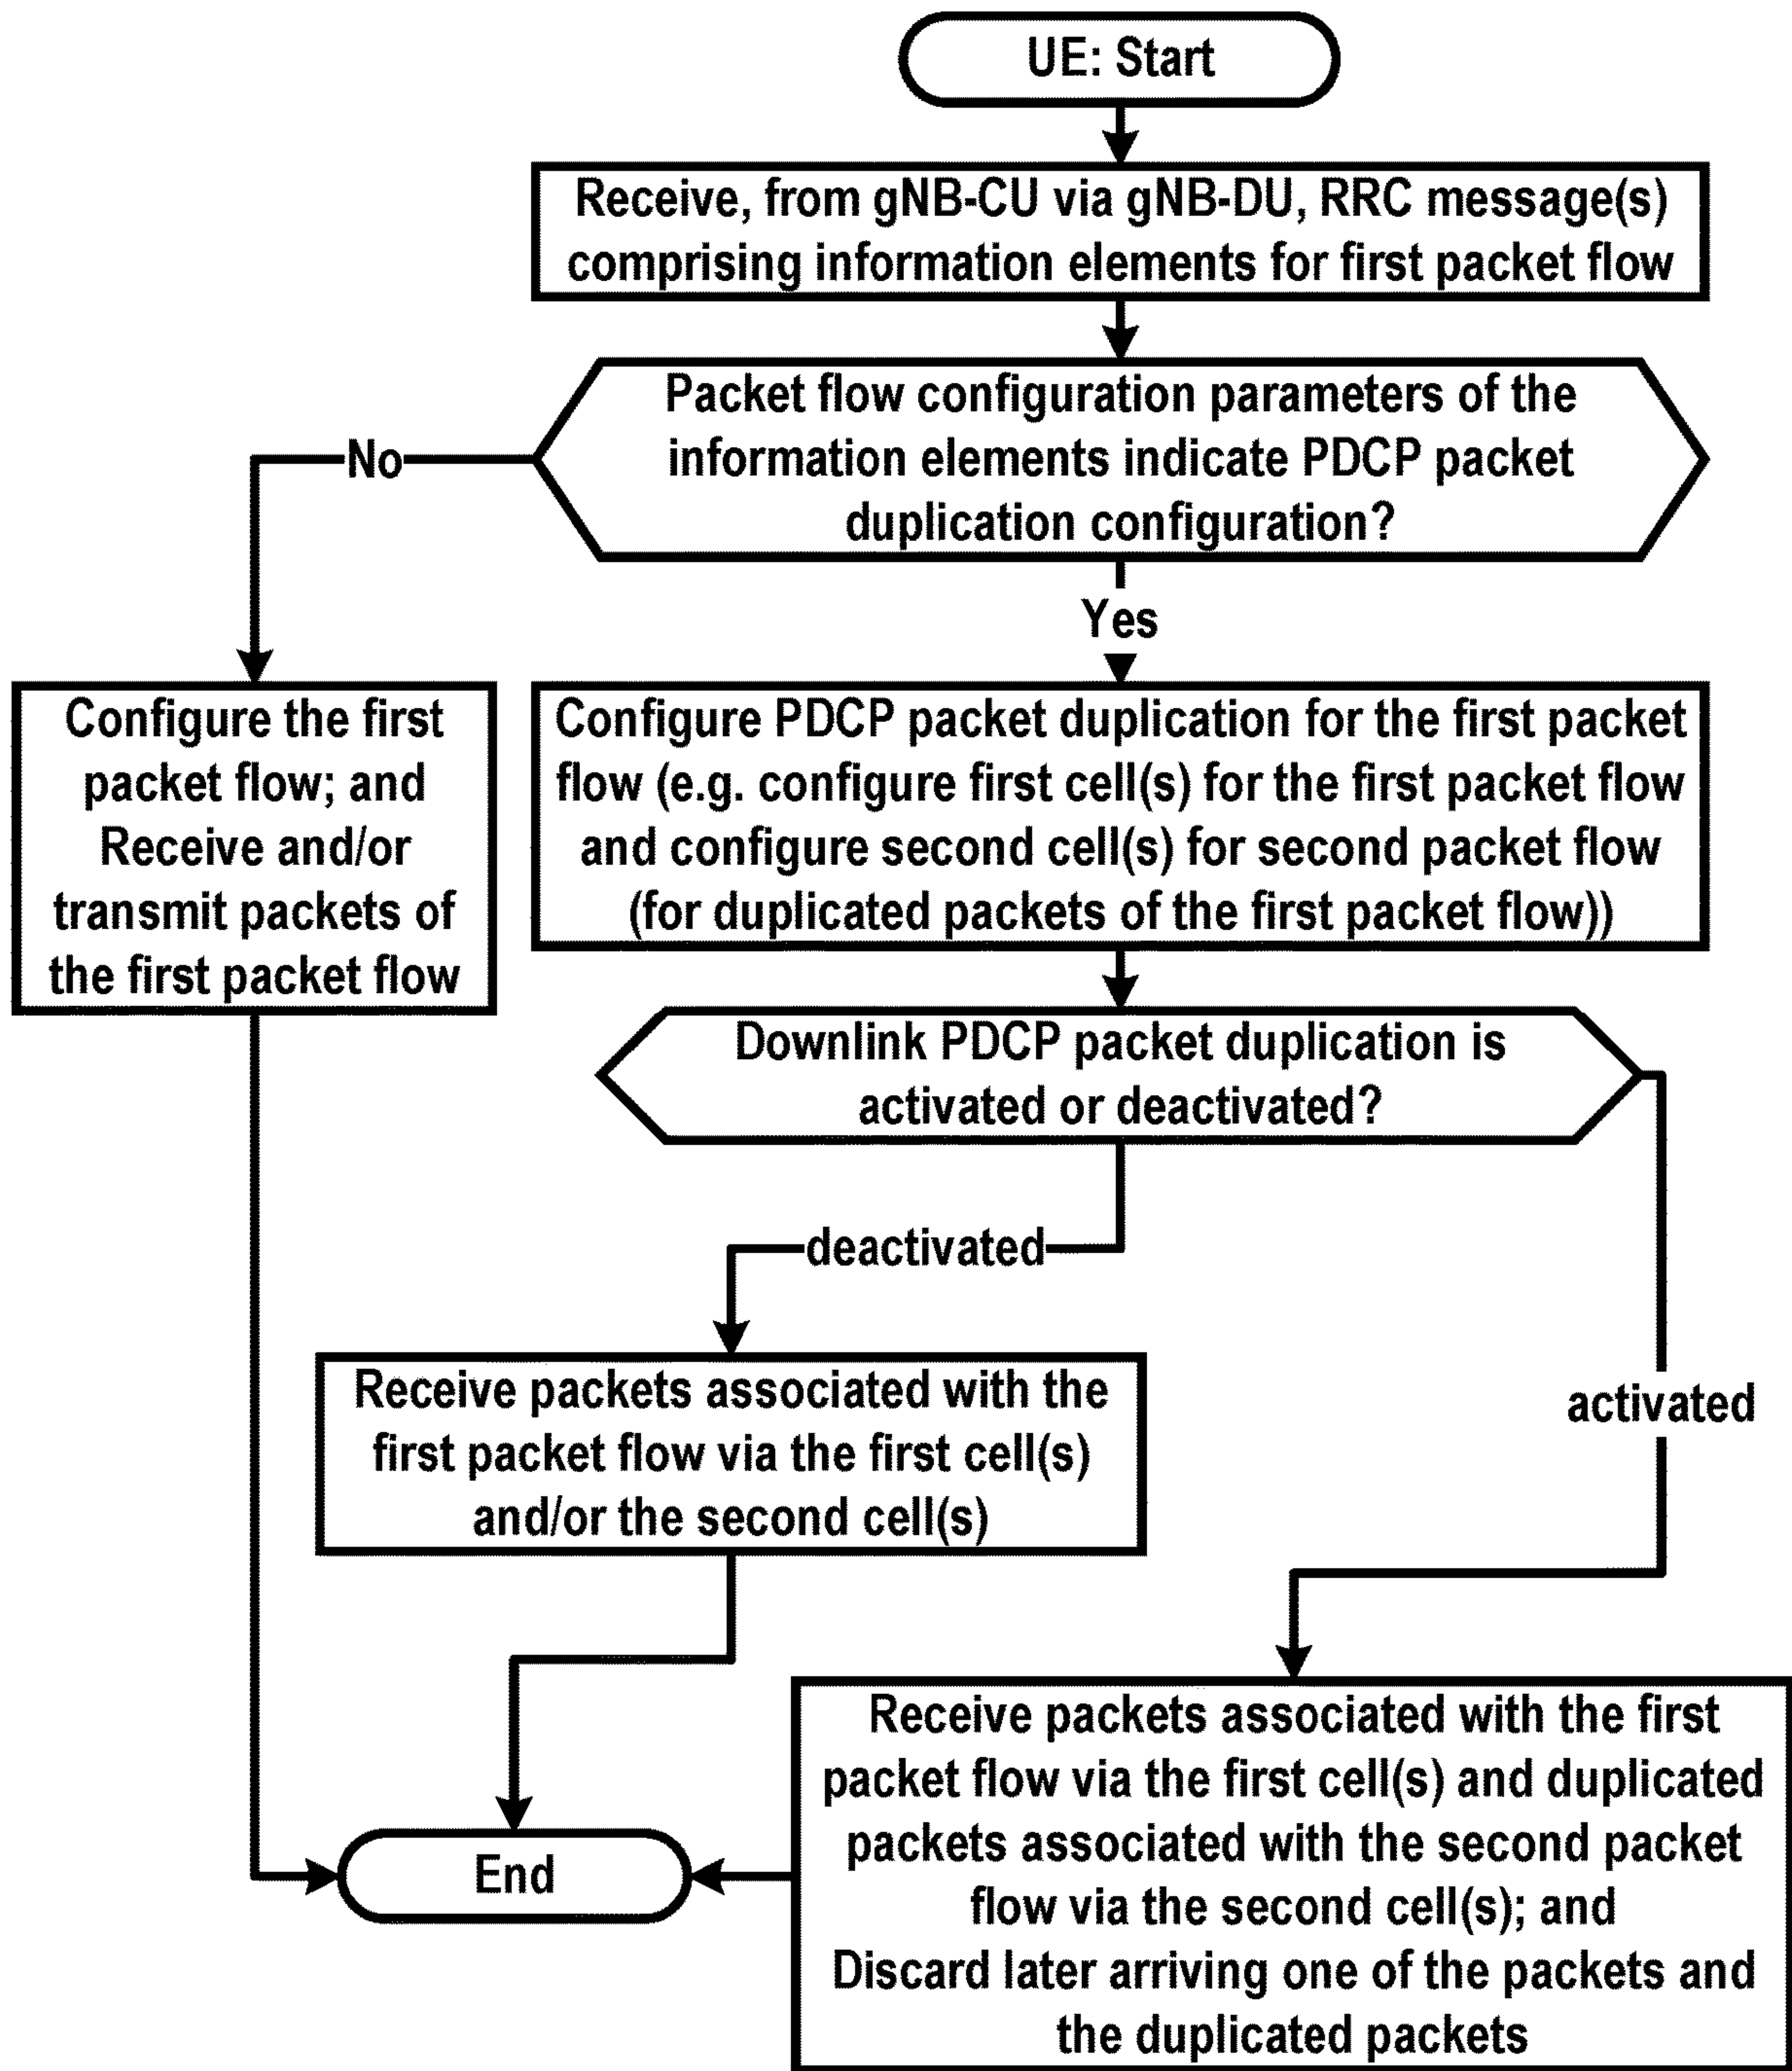 UE: Start
Receive, from gNB-CU via gNB-DU, RRC message(s)
comprising information elements for first packet flow
Packet flow configuration parameters of the
information elements indicate PDCP packet
duplication configuration?
No
Yes
Configure the first
packet flow; and
Receive and/or
transmit packets of
the first packet flow
Configure PDCP packet duplication for the first packet
flow (e.g. configure first cell(s) for the first packet flow
and configure second cell(s) for second packet flow
(for duplicated packets of the first packet flow))
Downlink PDCP packet duplication is
activated or deactivated?
deactivated
activated
Receive packets associated with the
first packet flow via the first cell(s)
and/or the second cell(s)
Receive packets associated with the first
packet flow via the first cell(s) and duplicated
packets associated with the second packet
flow via the second cell(s); and
Discard later arriving one of the packets and
the duplicated packets
End